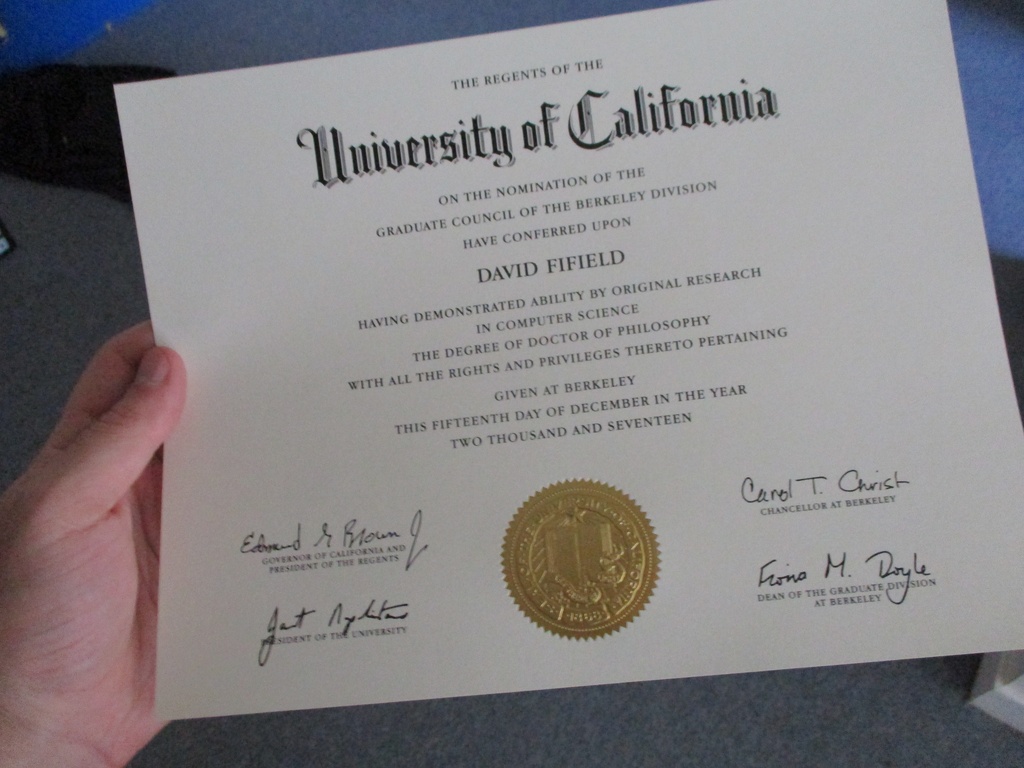 THE REGENTS OF THE
University of California
ON THE NOMINATION OF THE
GRADUATE COUNCIL OF THE BERKELEY DIVISION
HAVE CONFERRED UPON
DAVID FIFIELD
HAVING DEMONSTRATED ABILITY BY ORIGINAL RESEARCH
IN COMPUTER SCIENCE
THE DEGREE OF DOCTOR OF PHILOSOPHY
WITH ALL THE RIGHTS AND PRIVILEGES THERETO PERTAINING
GIVEN AT BERKELEY
THIS FIFTEENTH DAY OF DECEMBER IN THE YEAR
TWO THOUSAND AND SEVENTEEN
Edmund G Brown J
GOVERNOR OF CALIFORNIA AND
PRESIDENT OF THE REGENTS
PRESIDENT OF THE UNIVERSITY
Carol T. Christ
CHANCELLOR AT BERKELEY
Fiona M. Doyle
DEAN OF THE GRADUATE DIVISION
AT BERKELEY
1868